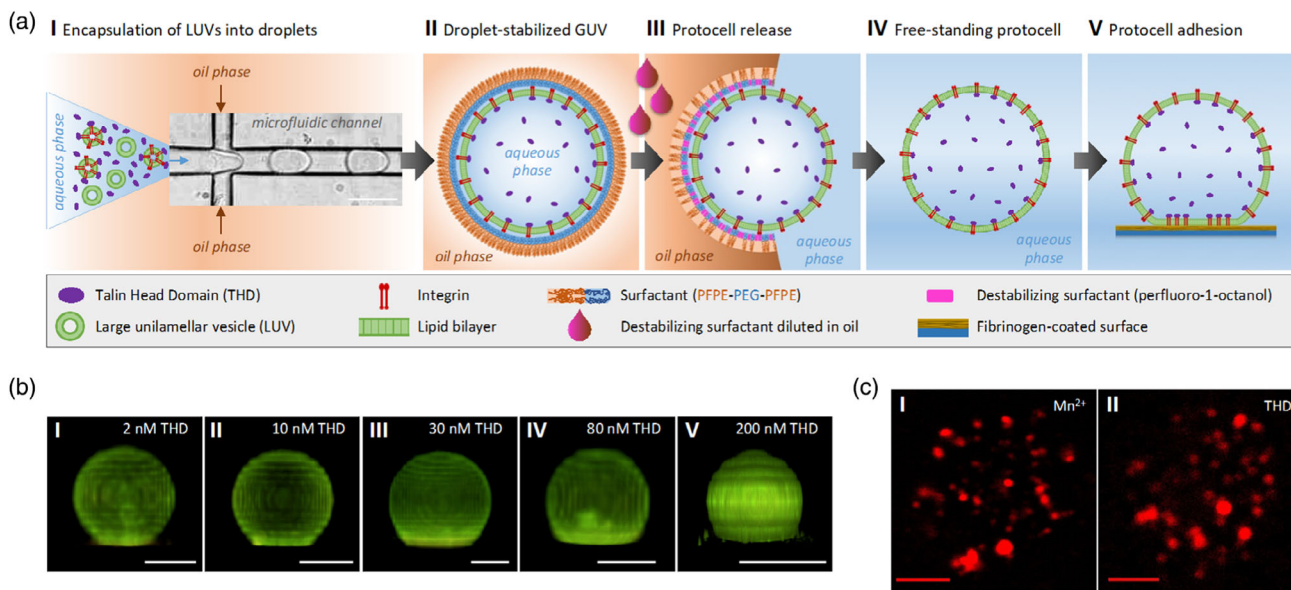 (a)
I Encapsulation of LUVs into droplets
II Droplet-stabilized GUV
III Protocell release
IV Free-standing protocell
V Protocell adhesion
oil phase
microfluidic channel
aqueous phase
oil phase
aqueous phase
oil phase
oil phase
aqueous phase
aqueous phase
Talin Head Domain (THD)
Integrin
Surfactant (PFPE-PEG-PFPE)
Destabilizing surfactant (perfluoro-1-octanol)
Large unilamellar vesicle (LUV)
Lipid bilayer
Destabilizing surfactant diluted in oil
Fibrinogen-coated surface
(b)
I 2 nM THD
II 10 nM THD
III 30 nM THD
IV 80 nM THD
V 200 nM THD
(c)
I Mn²⁺
II THD